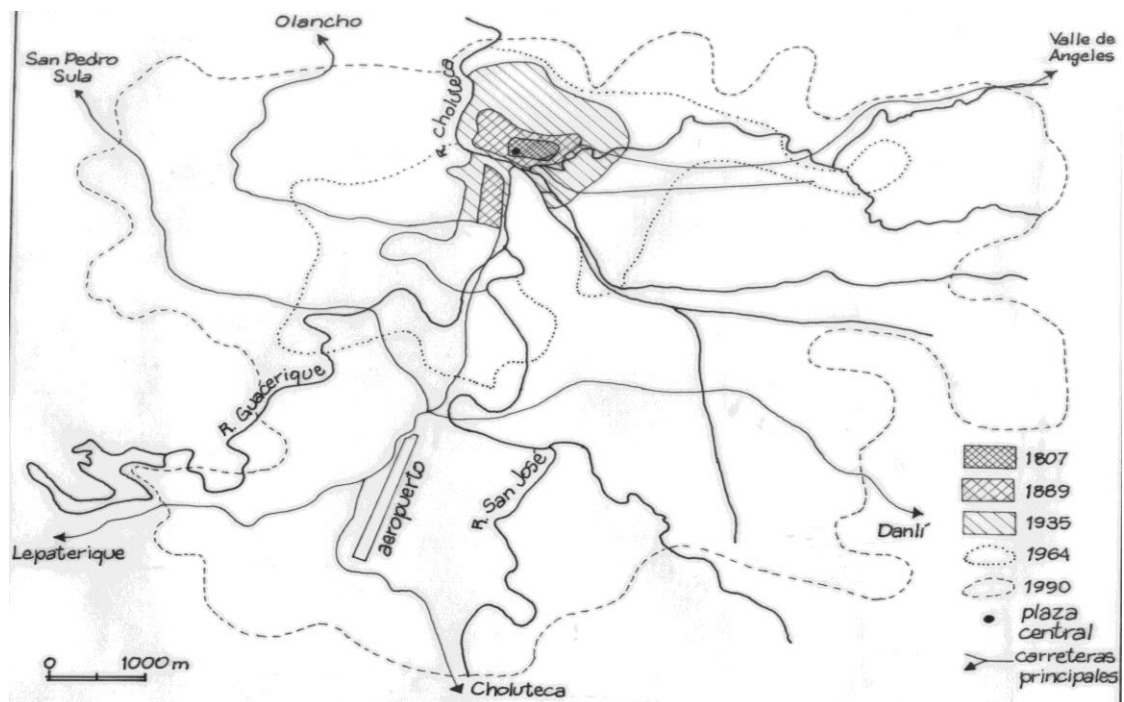 Olancho
San Pedro
Sula
Valle de
Angeles
R. Choluteca
R. Guacerique
aeropuerto
R. San José
Danlí
Lepaterique
Choluteca
0 1000 m
1807
1889
1935
1964
1990
plaza
central
carreteras
principales